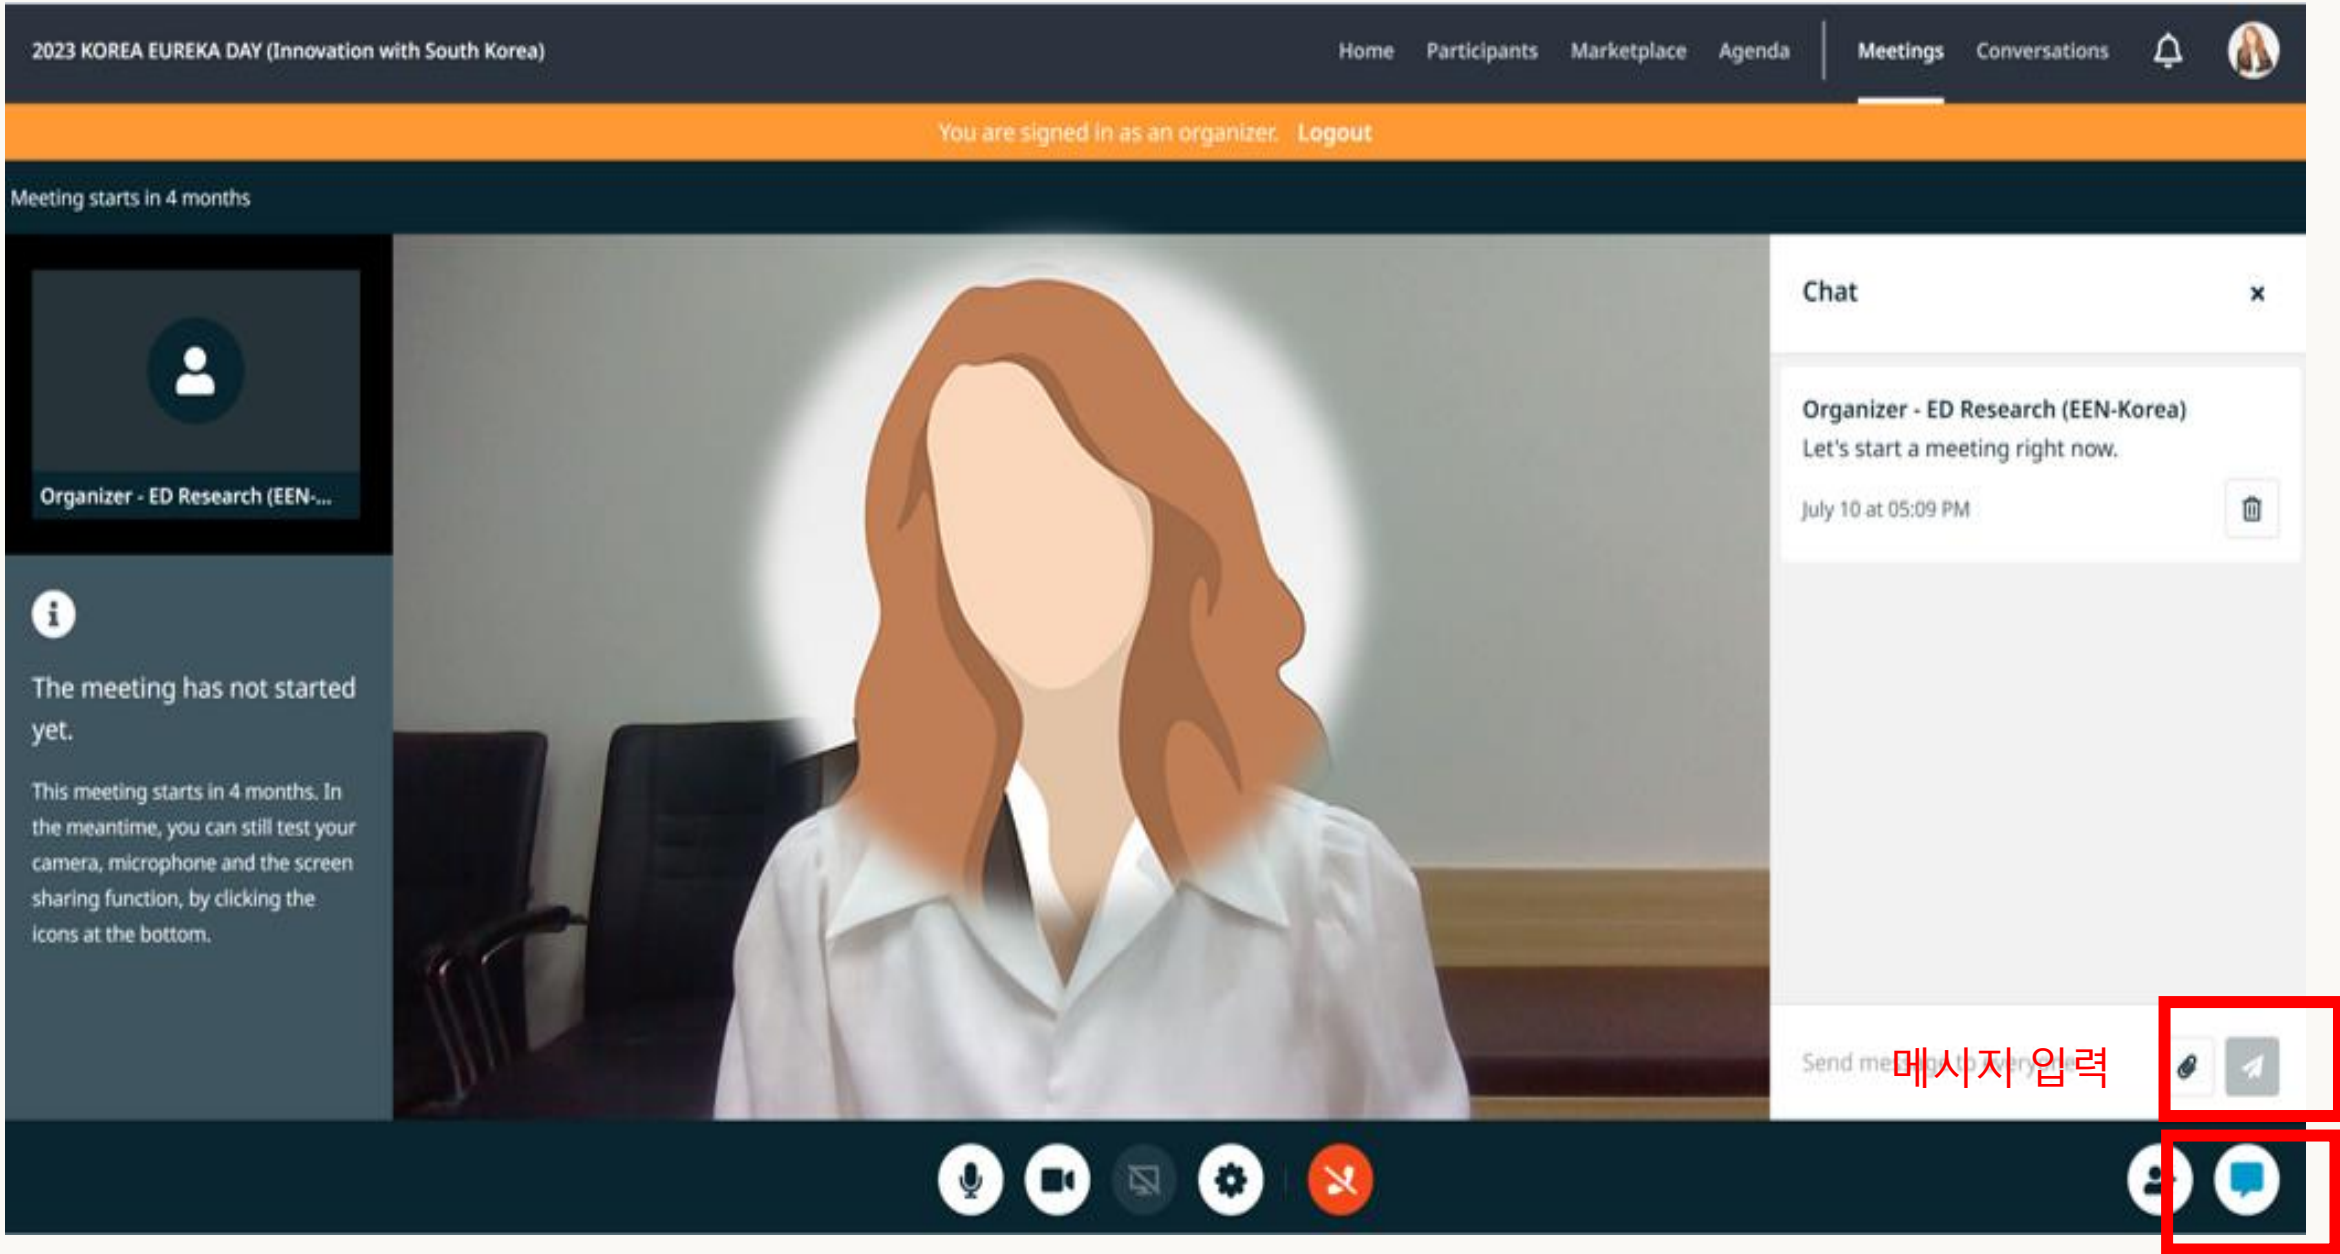 2023 KOREA EUREKA DAY (Innovation with South Korea)
Home Participants Marketplace Agenda Meetings Conversations
You are signed in as an organizer. Logout
Meeting starts in 4 months
Organizer - ED Research (EEN-...
The meeting has not started
yet.
This meeting starts in 4 months. In
the meantime, you can still test your
camera, microphone and the screen
sharing function, by clicking the
icons at the bottom.
Chat
Organizer - ED Research (EEN-Korea)
Let's start a meeting right now.
July 10 at 05:09 PM
Send message to everyone
메시지 입력